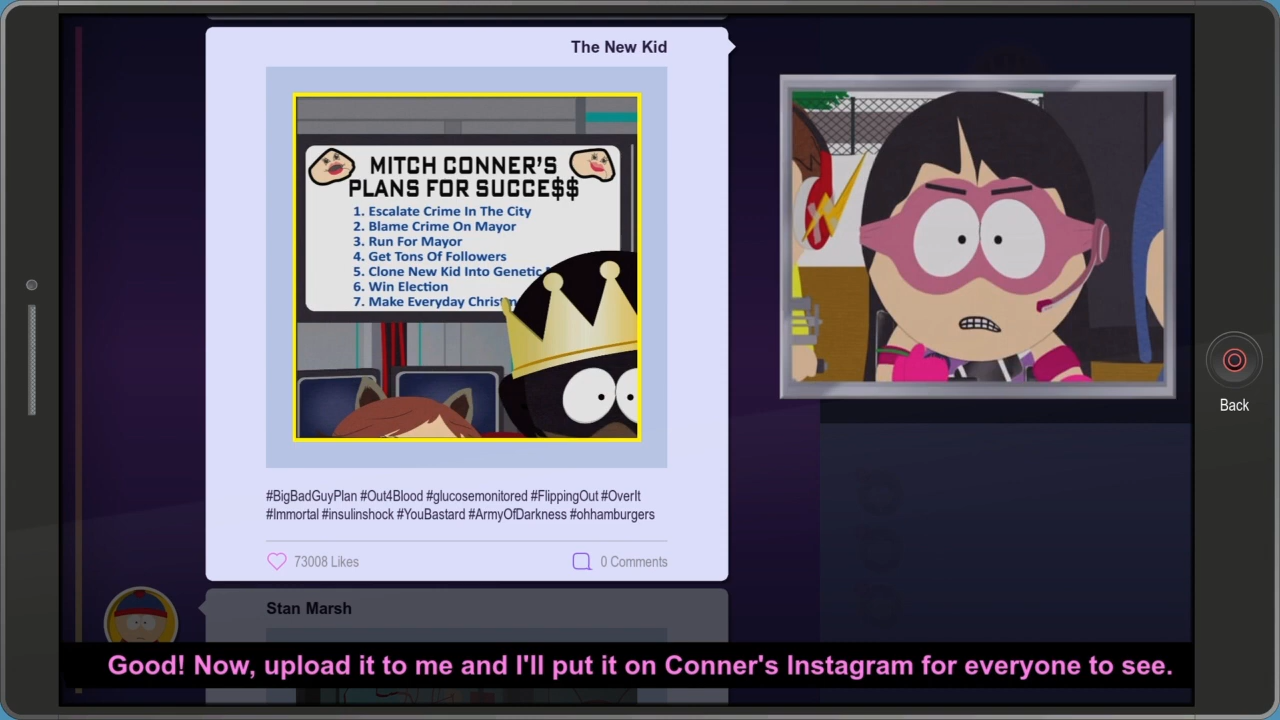 The New Kid
MITCH CONNER'S
PLANS FOR SUCCE$$
1. Escalate Crime In The City
2. Blame Crime On Mayor
3. Run For Mayor
4. Get Tons Of Followers
5. Clone New Kid Into Genetic
6. Win Election
7. Make Everyday
#BigBadGuyPlan #Out4Blood #glucosemonitored #FlippingOut #OverIt
#Immortal #insulinshock #YouBastard #ArmyOfDarkness #ohhamburgers
73008 Likes
0 Comments
Back
Stan Marsh
Good! Now, upload it to me and I'll put it on Conner's Instagram for everyone to see.